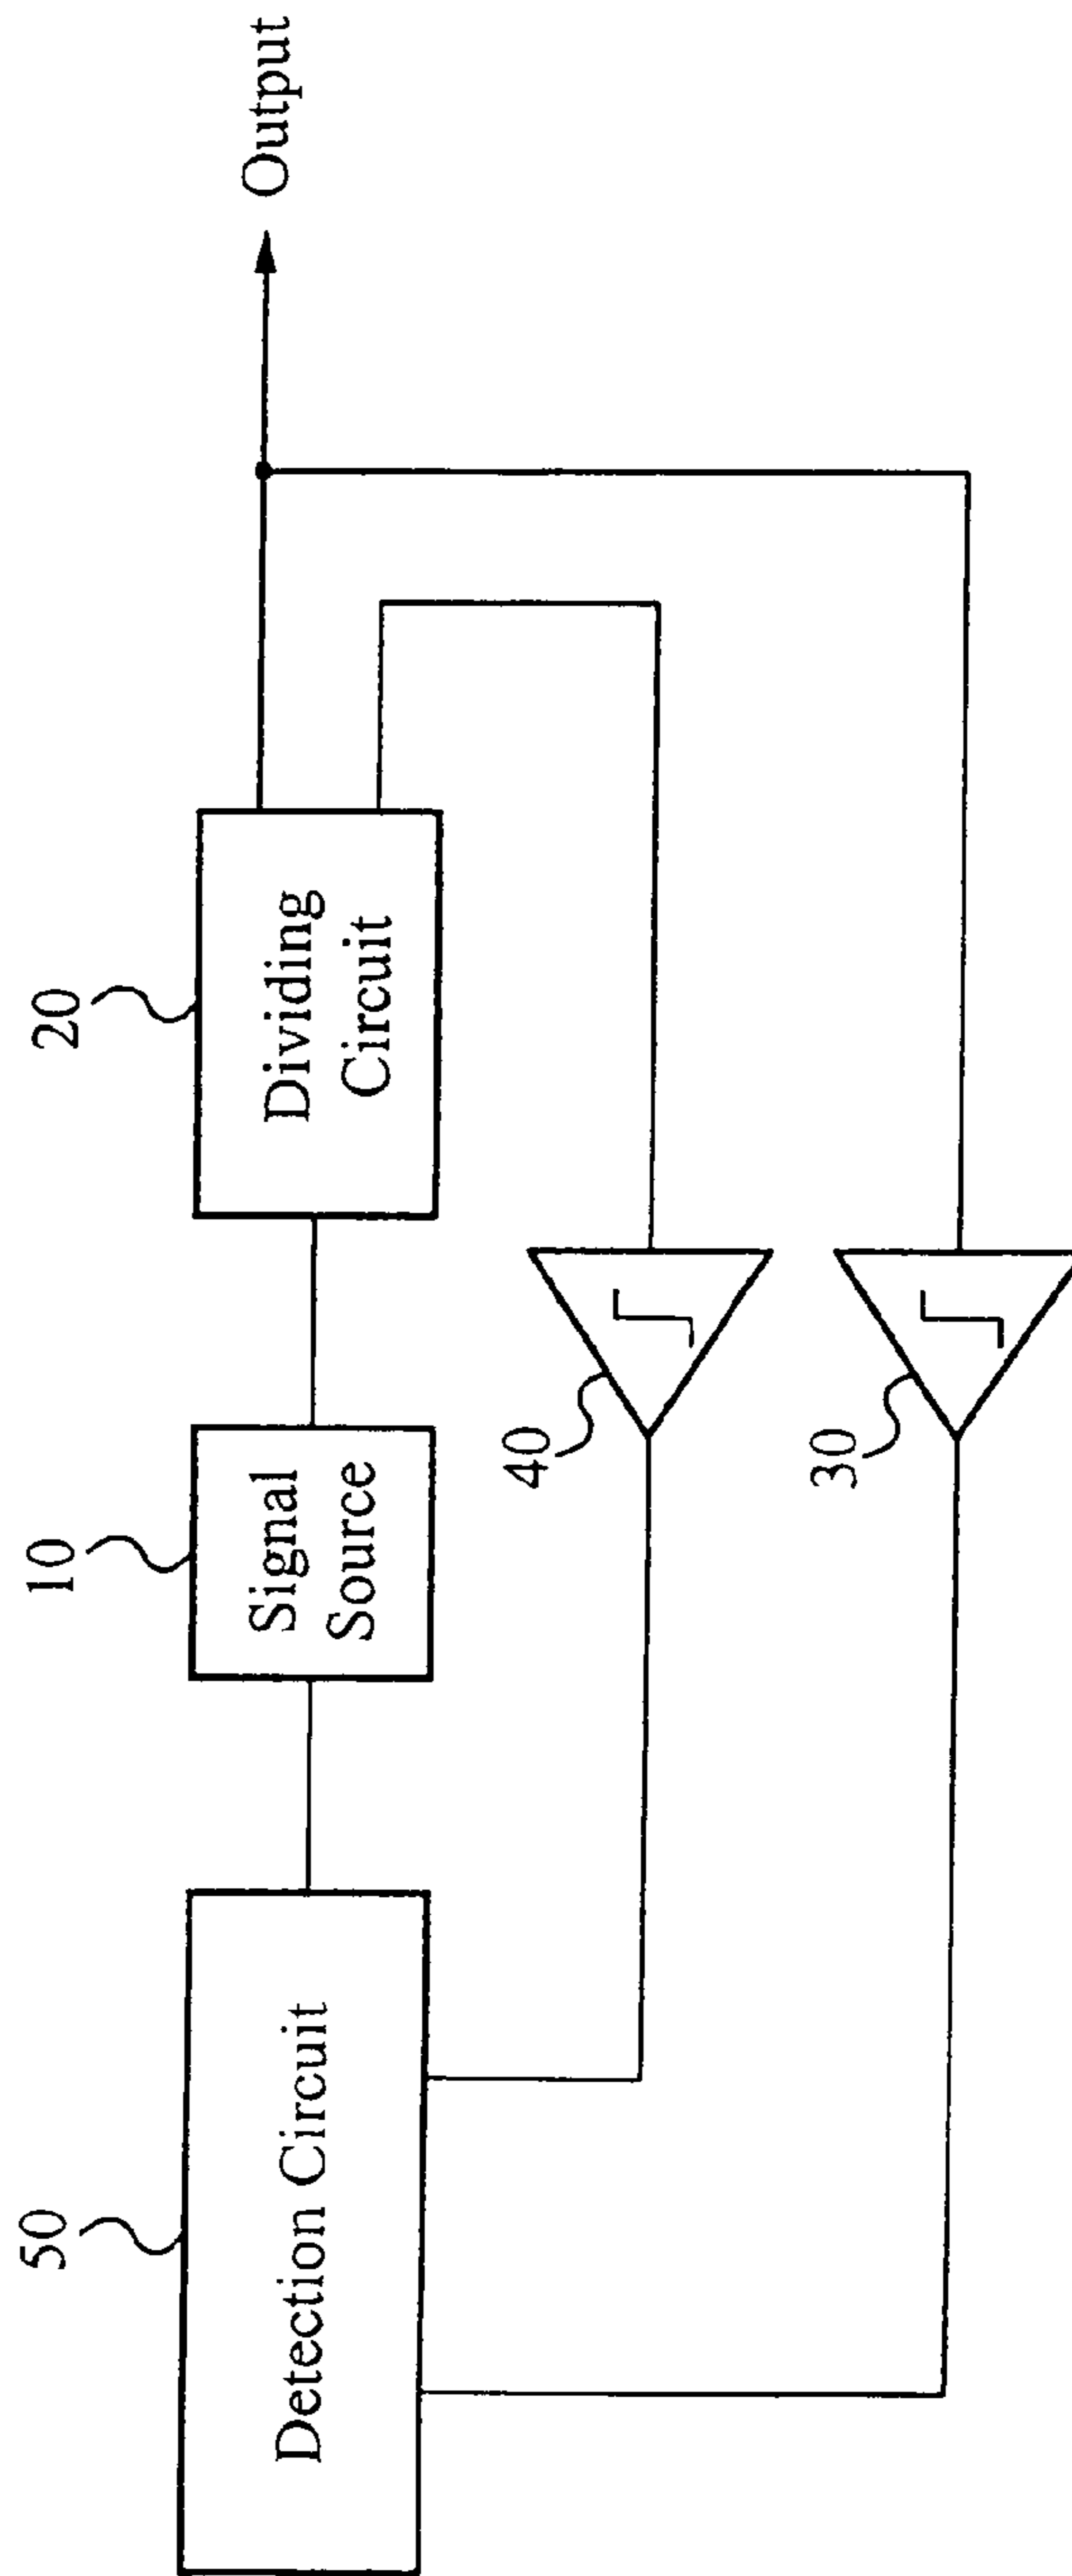 50
Detection Circuit
10
Signal
Source
20
Dividing
Circuit
Output
40
30